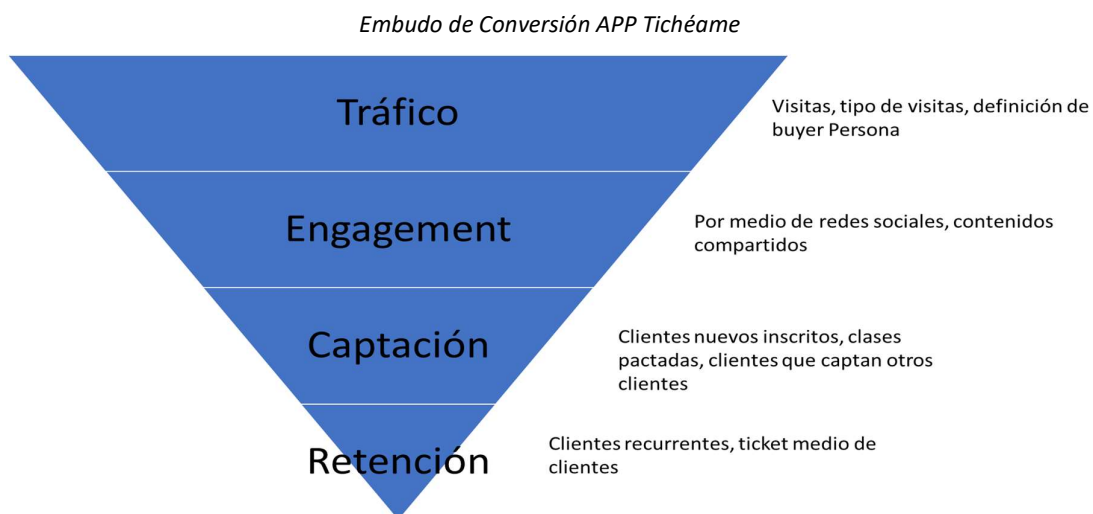 Embudo de Conversión APP Tichéame
Tráfico
Visitas, tipo de visitas, definición de
buyer Persona
Engagement
Por medio de redes sociales, contenidos
compartidos
Captación
Clientes nuevos inscritos, clases
pactadas, clientes que captan otros
clientes
Retención
Clientes recurrentes, ticket medio de
clientes